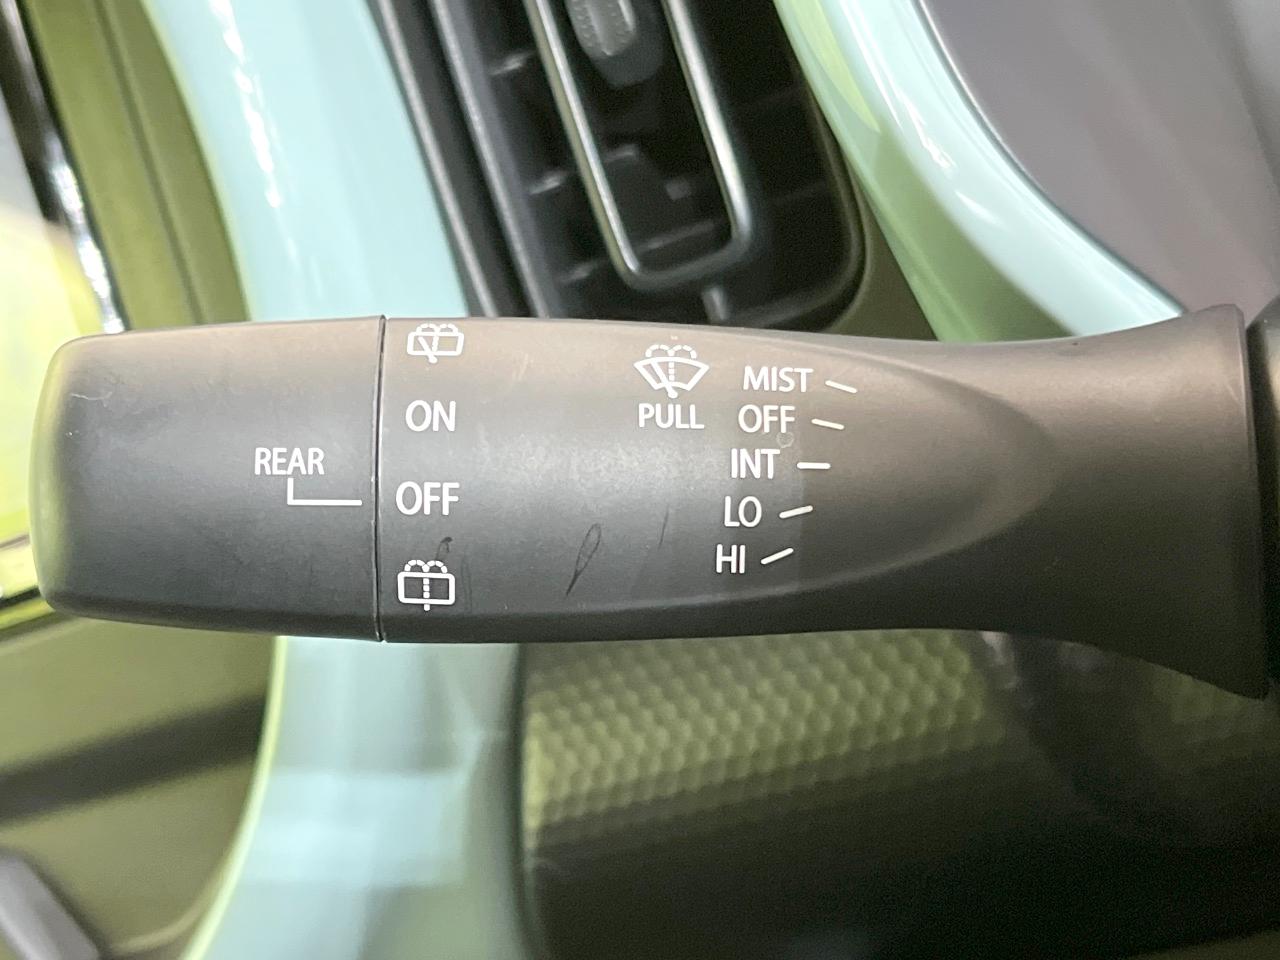 REAR
ON
OFF
PULL
MIST
OFF
INT
LO
HI